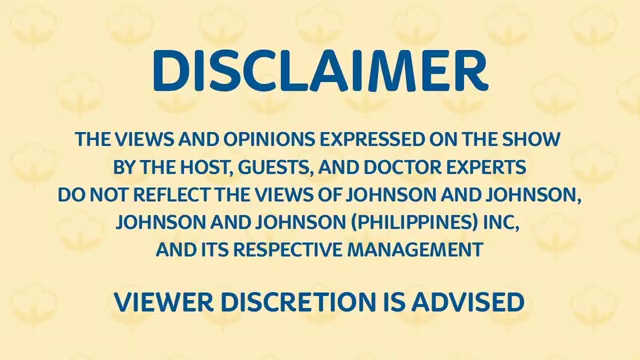 DISCLAIMER
THE VIEWS AND OPINIONS EXPRESSED ON THE SHOW
BY THE HOST, GUESTS, AND DOCTOR EXPERTS
DO NOT REFLECT THE VIEWS OF JOHNSON AND JOHNSON,
JOHNSON AND JOHNSON (PHILIPPINES) INC,
AND ITS RESPECTIVE MANAGEMENT
VIEWER DISCRETION IS ADVISED